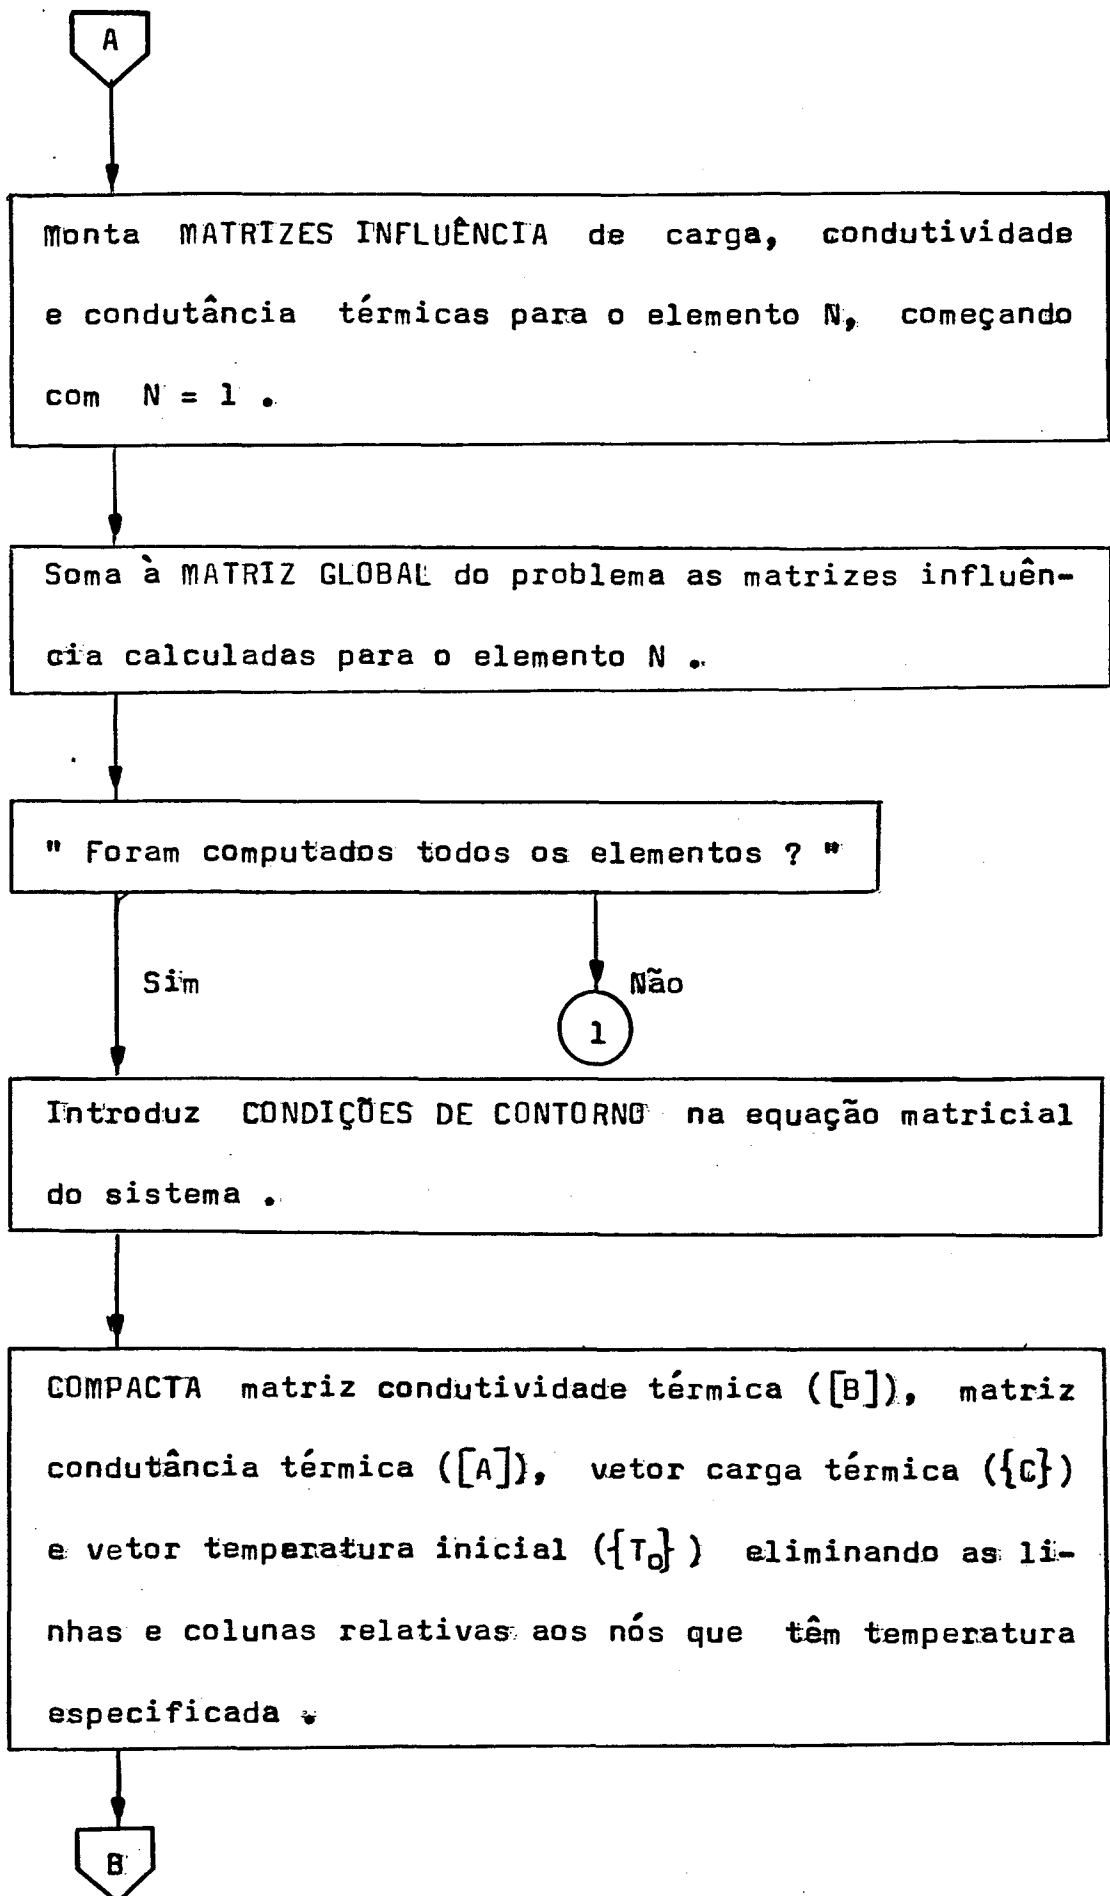 A
Monta MATRIZES INFLUÊNCIA de carga, condutividade
e condutância térmicas para o elemento N, começando
com N = 1 .
Soma à MATRIZ GLOBAL do problema as matrizes influên-
cia calculadas para o elemento N .
" Foram computados todos os elementos ? "
Sim
Não
1
Introduz CONDIÇÕES DE CONTORNO na equação matricial
do sistema .
COMPACTA matriz condutividade térmica ([B]), matriz
condutância térmica ([A]), vetor carga térmica ({C})
e vetor temperatura inicial ({T₀}) eliminando as li-
nhas e colunas relativas aos nós que têm temperatura
especificada .
B